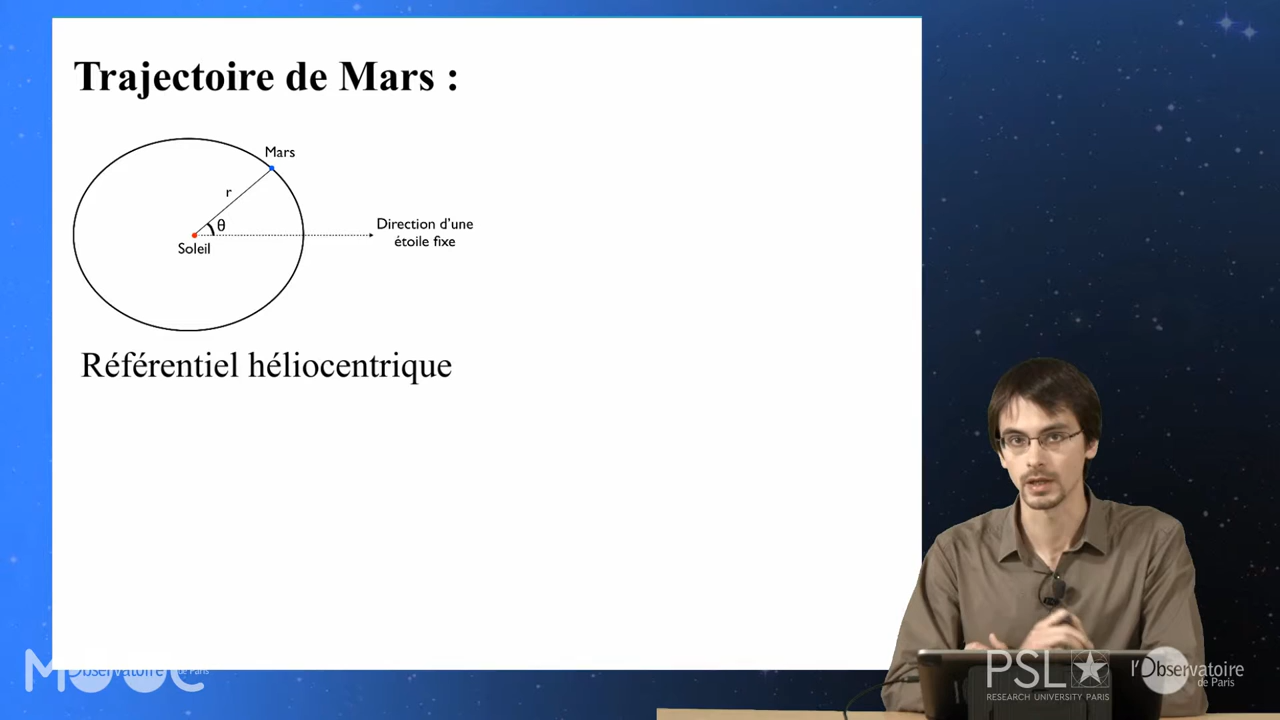 Trajectoire de Mars :
Mars
r
θ
Direction d'une
étoile fixe
Soleil
Référentiel héliocentrique
MOOC
Observatoire de Paris
PSL
RESEARCH UNIVERSITY PARIS
l'Observatoire
de Paris